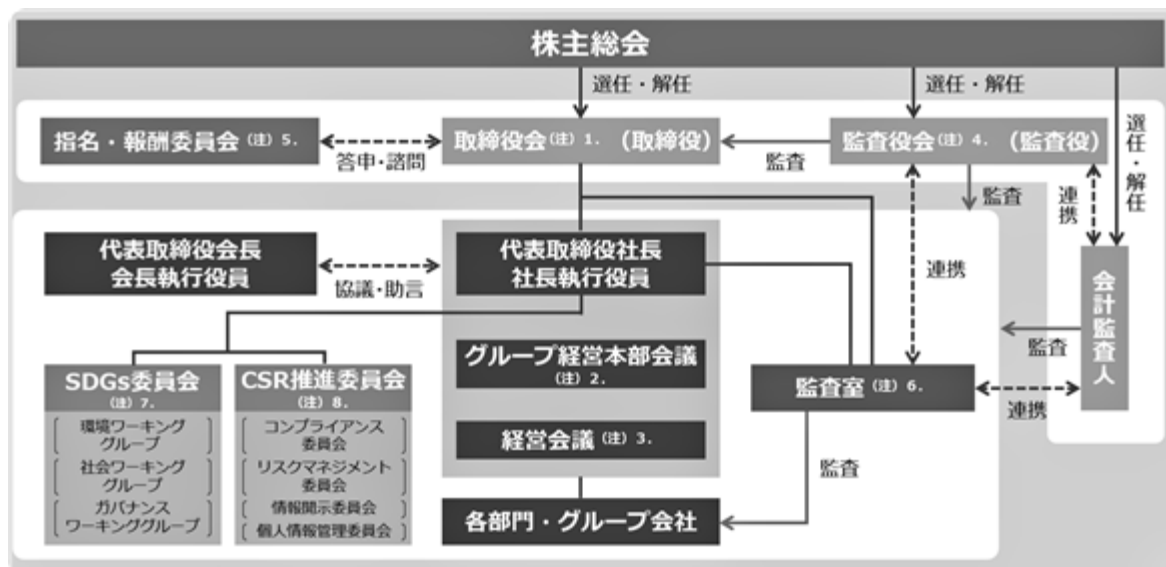 株主総会
選任・解任
選任・解任
選任・解任
指名・報酬委員会(注)5.
答申・諮問
取締役会(注)1.(取締役)
監査
監査役会(注)4.(監査役)
監査
連携
連携
代表取締役会長
会長執行役員
協議・助言
代表取締役社長
社長執行役員
会計監査人
監査
グループ経営本部会議
(注)2.
SDGs委員会
(注)7.
環境ワーキング
グループ
社会ワーキング
グループ
ガバナンス
ワーキンググループ
CSR推進委員会
(注)8.
コンプライアンス
委員会
リスクマネジメント
委員会
情報開示委員会
個人情報管理委員会
経営会議(注)3.
監査室(注)6.
連携
監査
各部門・グループ会社